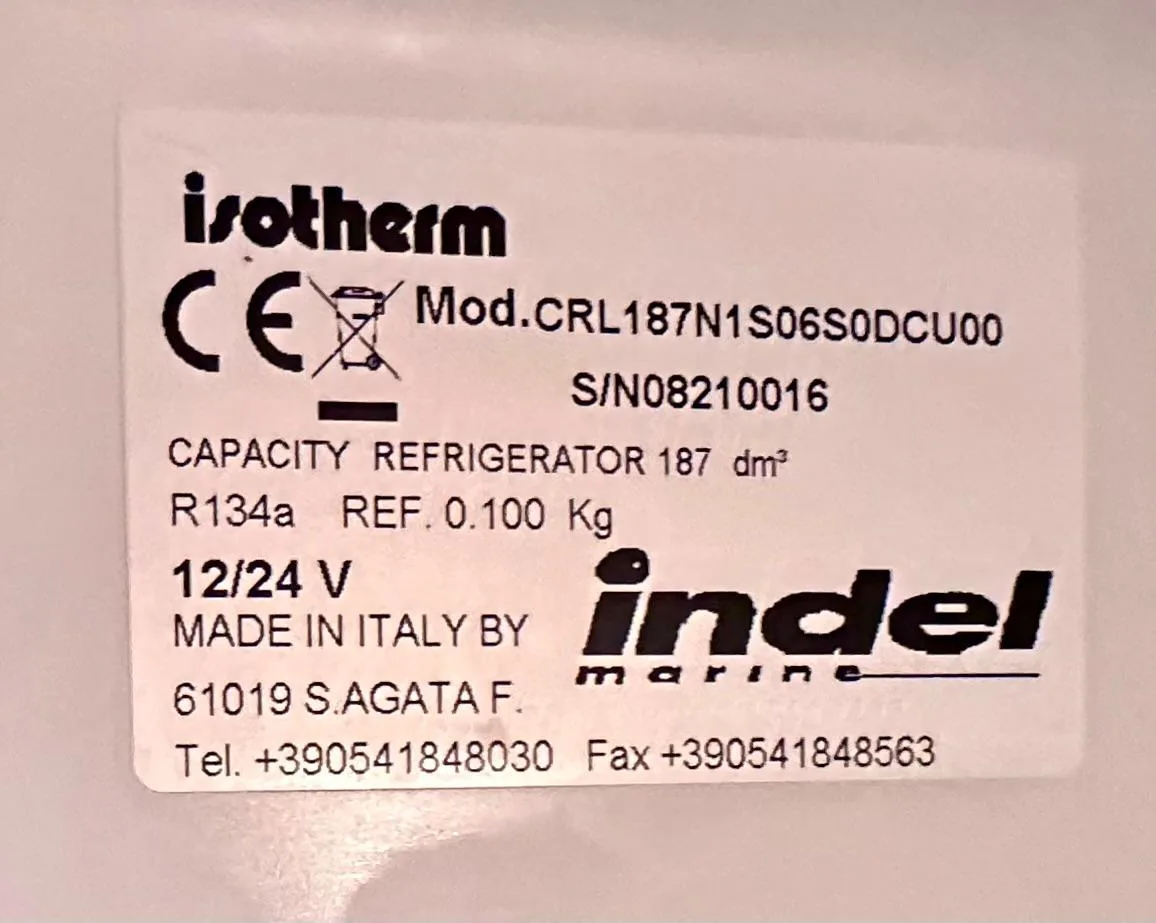 isotherm
CE Mod.CRL187N1S06S0DCU00
S/N08210016
CAPACITY REFRIGERATOR 187 dm³
R134a REF. 0.100 Kg
12/24 V
MADE IN ITALY BY
indel
marine
61019 S.AGATA F.
Tel. +390541848030 Fax +390541848563